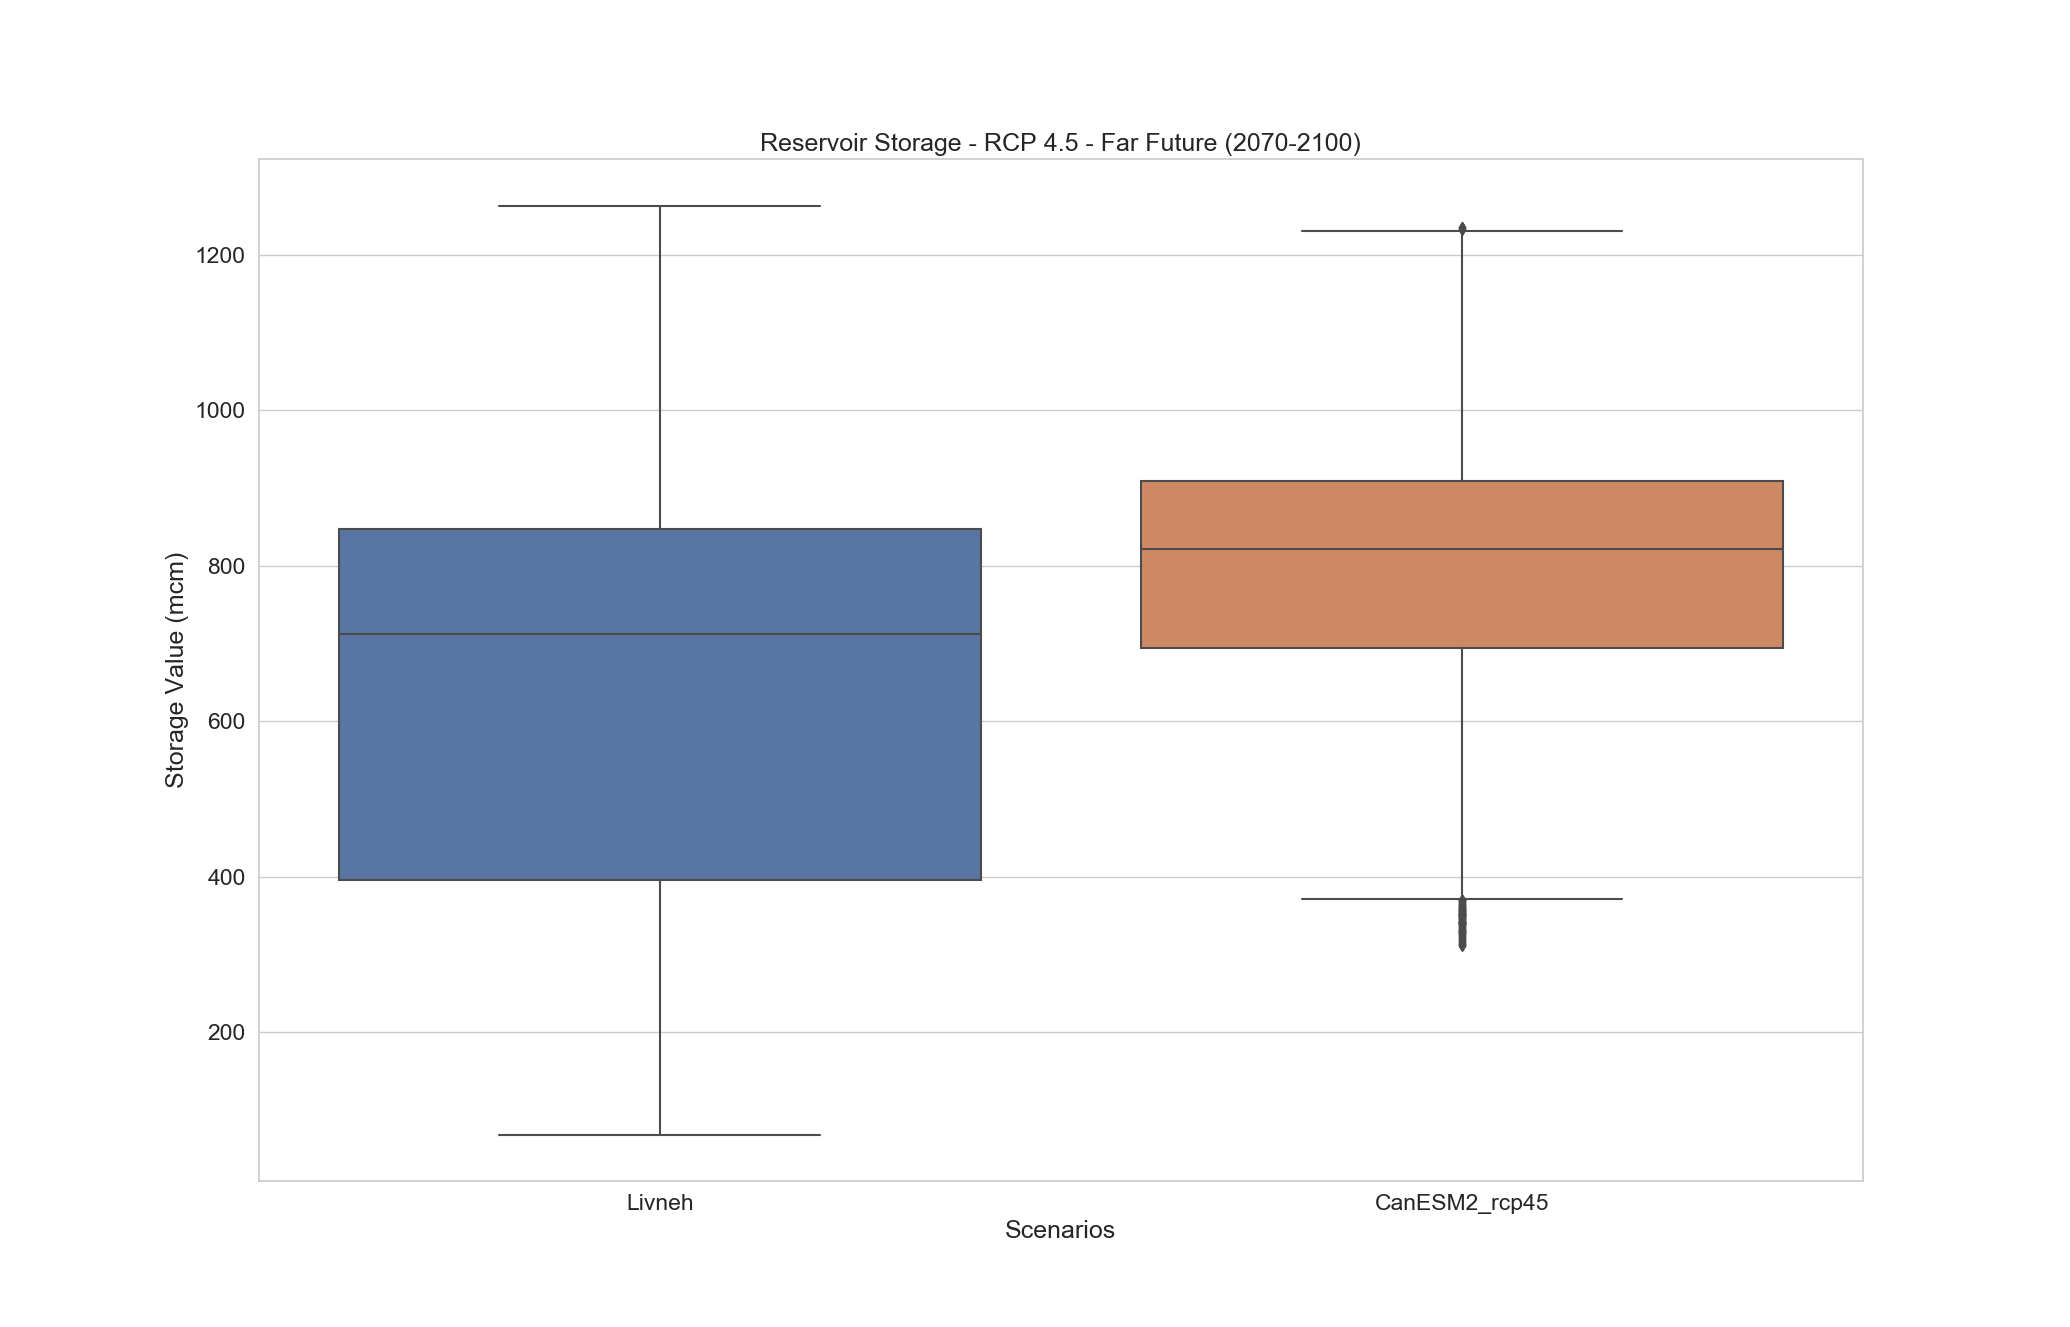 Reservoir Storage - RCP 4.5 - Far Future (2070-2100)
Storage Value (mcm)
1200
1000
800
600
400
200
Livneh
CanESM2_rcp45
Scenarios